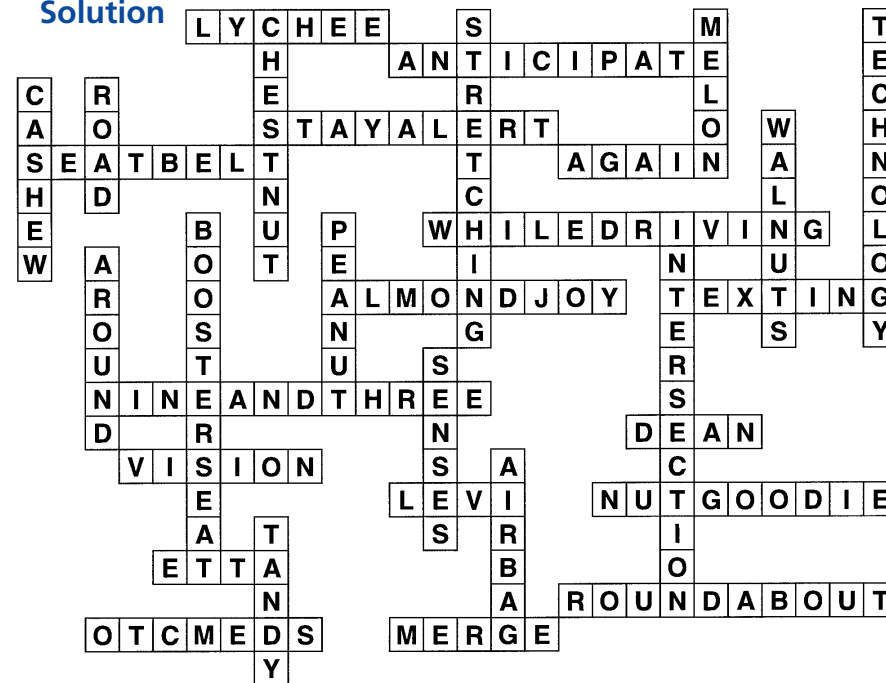 Solution
LYCHEE
STRETCHING
MELON
TECHNOLOGY
CHESTNUT
ANTICIPATE
CASHEW
ROAD
STAYALERT
WALNUTS
SEATBELT
AGAIN
BOOSTERSEAT
PEANUT
WHILEDRIVING
INTERSECTION
AROUND
ALMONDJOY
TEXTING
SENSES
NINEANDTHREE
DEAN
VISION
AIRBAG
LEVI
NUTGOODIE
TANDY
ETTA
ROUNDABOUT
OTCMEDS
MERGE